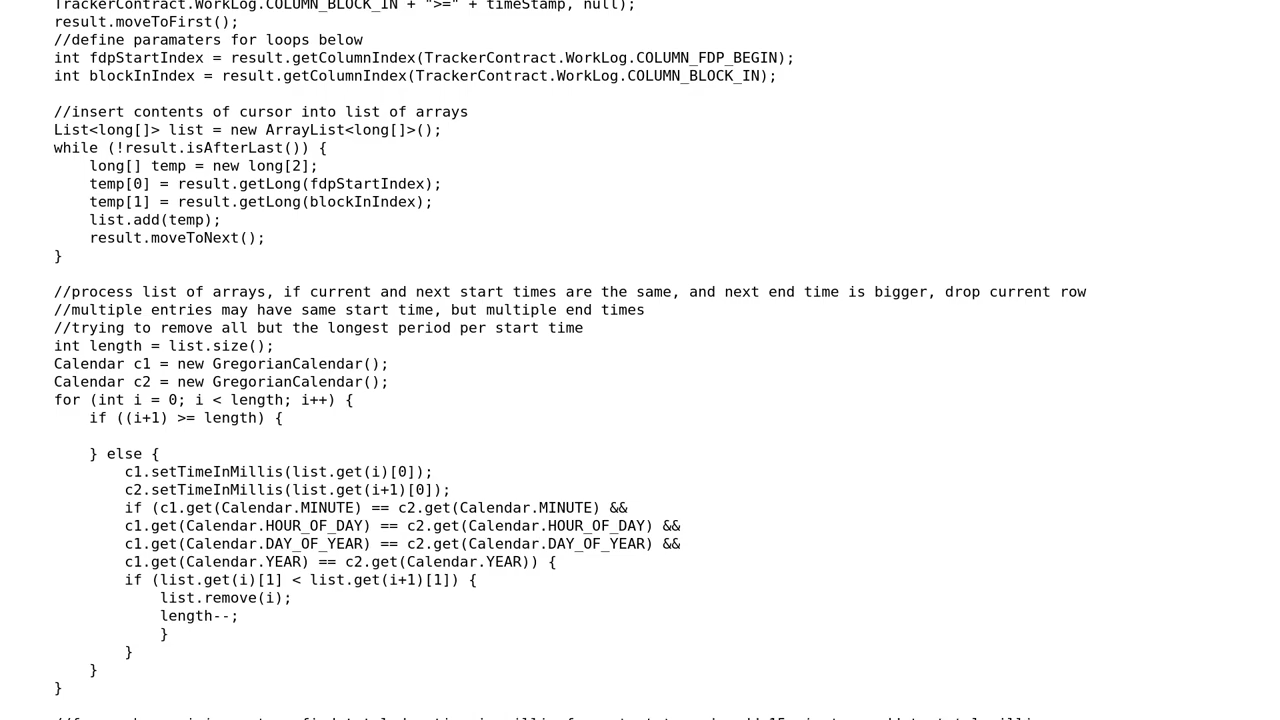 TrackerContract.WorkLog.COLUMN_BLOCK_IN + ">=" + timeStamp, null);
result.moveToFirst();
//define paramaters for loops below
int fdpStartIndex = result.getColumnIndex(TrackerContract.WorkLog.COLUMN_FDP_BEGIN);
int blockInIndex = result.getColumnIndex(TrackerContract.WorkLog.COLUMN_BLOCK_IN);

//insert contents of cursor into list of arrays
List<long[]> list = new ArrayList<long[]>();
while (!result.isAfterLast()) {
    long[] temp = new long[2];
    temp[0] = result.getLong(fdpStartIndex);
    temp[1] = result.getLong(blockInIndex);
    list.add(temp);
    result.moveToNext();
}

//process list of arrays, if current and next start times are the same, and next end time is bigger, drop current row
//multiple entries may have same start time, but multiple end times
//trying to remove all but the longest period per start time
int length = list.size();
Calendar c1 = new GregorianCalendar();
Calendar c2 = new GregorianCalendar();
for (int i = 0; i < length; i++) {
    if ((i+1) >= length) {

    } else {
        c1.setTimeInMillis(list.get(i)[0]);
        c2.setTimeInMillis(list.get(i+1)[0]);
        if (c1.get(Calendar.MINUTE) == c2.get(Calendar.MINUTE) &&
        c1.get(Calendar.HOUR_OF_DAY) == c2.get(Calendar.HOUR_OF_DAY) &&
        c1.get(Calendar.DAY_OF_YEAR) == c2.get(Calendar.DAY_OF_YEAR) &&
        c1.get(Calendar.YEAR) == c2.get(Calendar.YEAR)) {
        if (list.get(i)[1] < list.get(i+1)[1]) {
            list.remove(i);
            length--;
            }
        }
    }
}